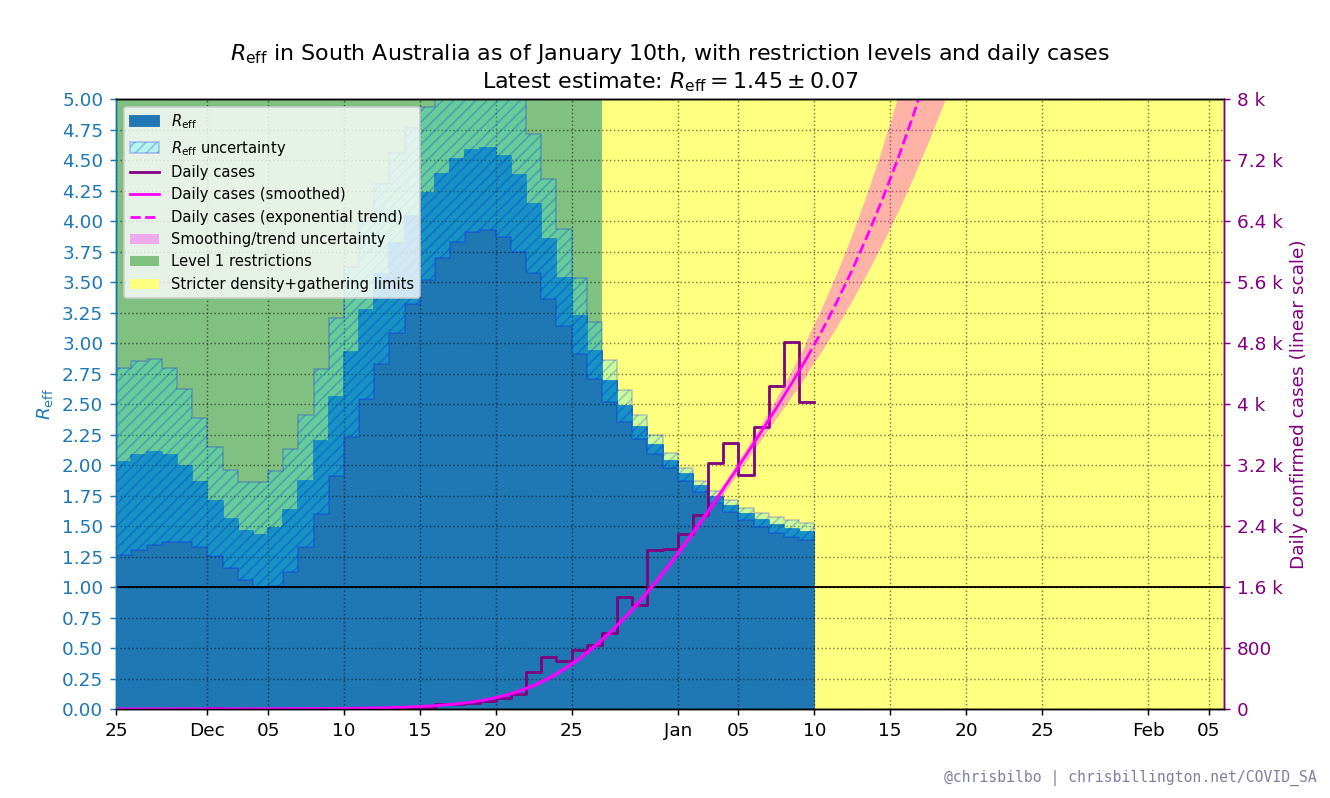 Reff in South Australia as of January 10th, with restriction levels and daily cases
Latest estimate: Reff = 1.45 ± 0.07
5.00
4.75
4.50
4.25
4.00
3.75
3.50
3.25
3.00
2.75
2.50
2.25
2.00
1.75
1.50
1.25
1.00
0.75
0.50
0.25
0.00
Reff
Reff
Reff uncertainty
Daily cases
Daily cases (smoothed)
Daily cases (exponential trend)
Smoothing/trend uncertainty
Level 1 restrictions
Stricter density+gathering limits
8 k
7.2 k
6.4 k
5.6 k
4.8 k
4 k
3.2 k
2.4 k
1.6 k
800
0
Daily confirmed cases (linear scale)
25 Dec 05 10 15 20 25 Jan 05 10 15 20 25 Feb 05
@chrisbilbo | chrisbillington.net/COVID_SA